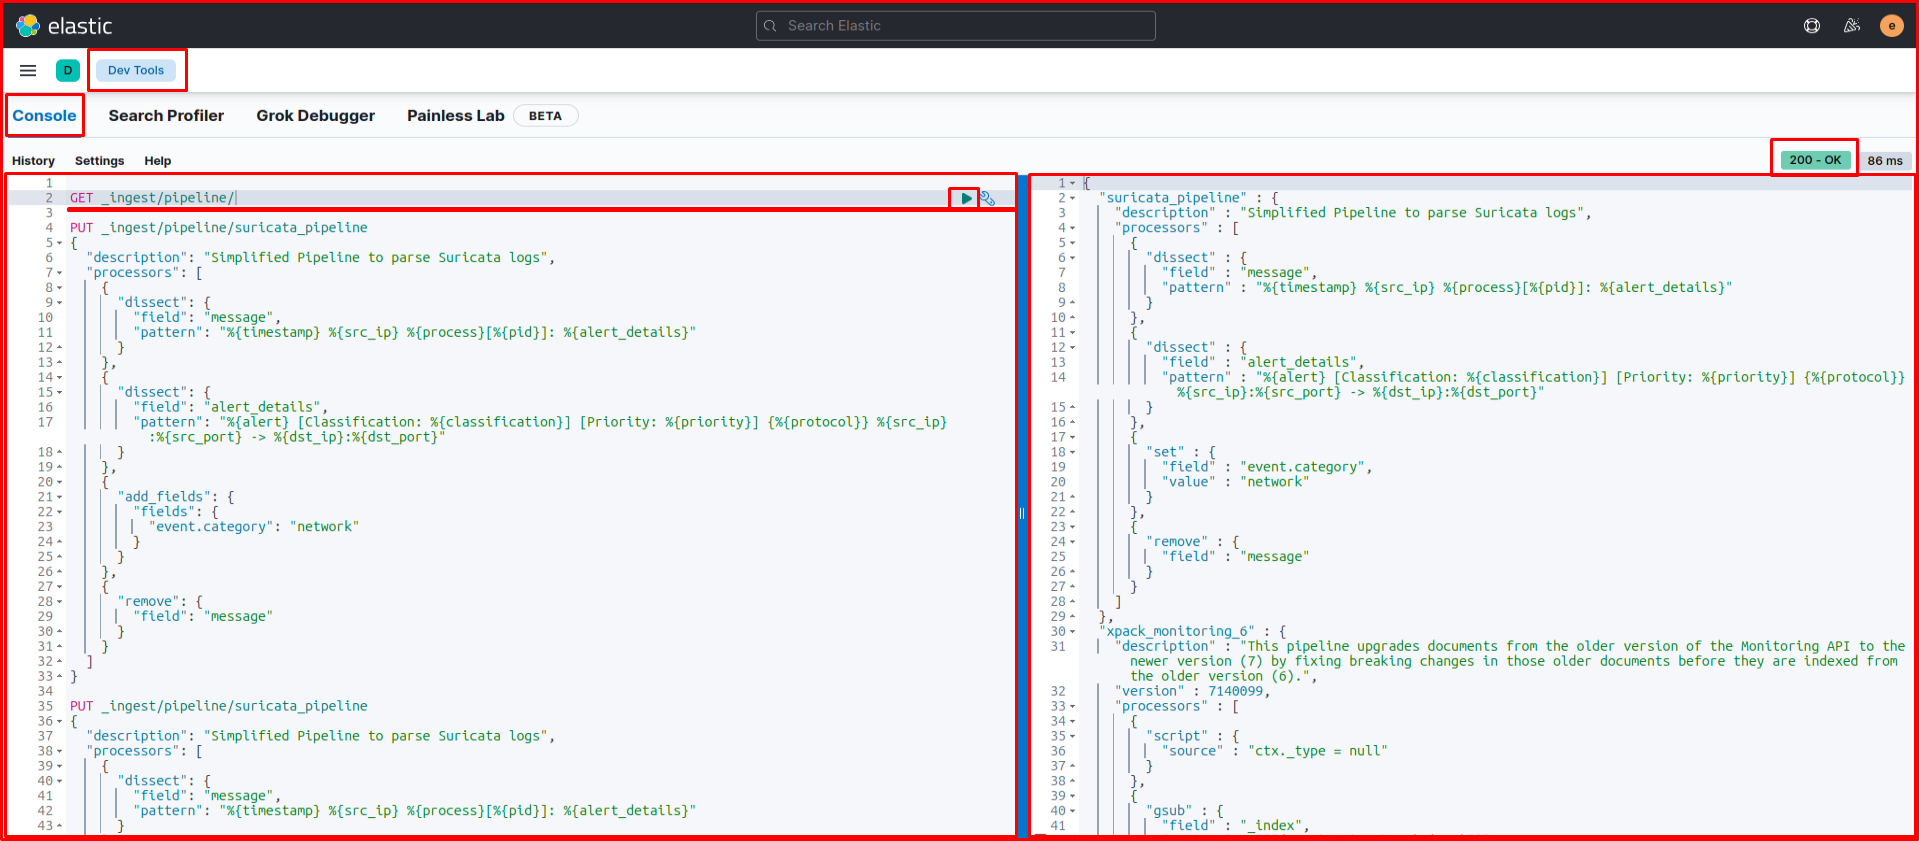 elastic
Search Elastic
e
D
Dev Tools
Console
Search Profiler
Grok Debugger
Painless Lab
BETA
History
Settings
Help
200 - OK
86 ms
1
2 GET _ingest/pipeline/
3
4 PUT _ingest/pipeline/suricata_pipeline
5 {
6 "description": "Simplified Pipeline to parse Suricata logs",
7 "processors": [
8 {
9 "dissect": {
10 "field": "message",
11 "pattern": "%{timestamp} %{src_ip} %{process}[%{pid}]: %{alert_details}"
12 }
13 },
14 {
15 "dissect": {
16 "field": "alert_details",
17 "pattern": "%{alert} [Classification: %{classification}] [Priority: %{priority}] {%{protocol}} %{src_ip}
:%{src_port} -> %{dst_ip}:%{dst_port}"
18 }
19 },
20 {
21 "add_fields": {
22 "fields": {
23 "event.category": "network"
24 }
25 }
26 },
27 {
28 "remove": {
29 "field": "message"
30 }
31 }
32 ]
33 }
34
35 PUT _ingest/pipeline/suricata_pipeline
36 {
37 "description": "Simplified Pipeline to parse Suricata logs",
38 "processors": [
39 {
40 "dissect": {
41 "field": "message",
42 "pattern": "%{timestamp} %{src_ip} %{process}[%{pid}]: %{alert_details}"
43 }
1 {
2 "suricata_pipeline" : {
3 "description" : "Simplified Pipeline to parse Suricata logs",
4 "processors" : [
5 {
6 "dissect" : {
7 "field" : "message",
8 "pattern" : "%{timestamp} %{src_ip} %{process}[%{pid}]: %{alert_details}"
9 }
10 },
11 {
12 "dissect" : {
13 "field" : "alert_details",
14 "pattern" : "%{alert} [Classification: %{classification}] [Priority: %{priority}] {%{protocol}}
%{src_ip}:%{src_port} -> %{dst_ip}:%{dst_port}"
15 }
16 },
17 {
18 "set" : {
19 "field" : "event.category",
20 "value" : "network"
21 }
22 },
23 {
24 "remove" : {
25 "field" : "message"
26 }
27 }
28 ]
29 },
30 "xpack_monitoring_6" : {
31 "description" : "This pipeline upgrades documents from the older version of the Monitoring API to the
newer version (7) by fixing breaking changes in those older documents before they are indexed from
the older version (6).",
32 "version" : 7140099,
33 "processors" : [
34 {
35 "script" : {
36 "source" : "ctx._type = null"
37 }
38 },
39 {
40 "gsub" : {
41 "field" : "_index",